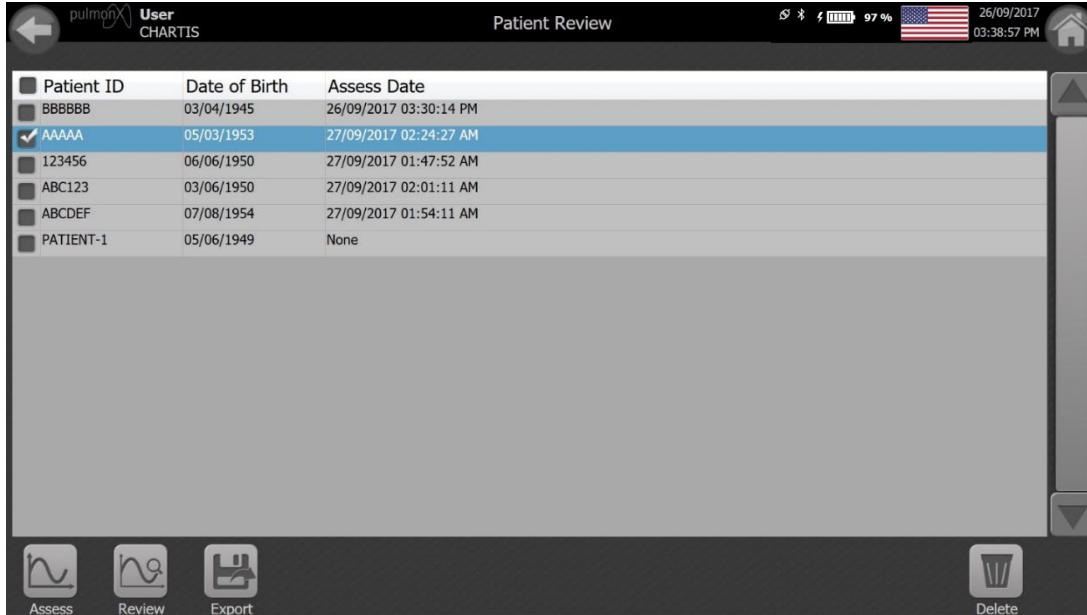 pulmonX User Patient Review 97 % 26/09/2017
CHARTIS 03:38:57 PM
Patient ID Date of Birth Assess Date
BBBBBB 03/04/1945 26/09/2017 03:30:14 PM
AAAAA 05/03/1953 27/09/2017 02:24:27 AM
123456 06/06/1950 27/09/2017 01:47:52 AM
ABC123 03/06/1950 27/09/2017 02:01:11 AM
ABCDEF 07/08/1954 27/09/2017 01:54:11 AM
PATIENT-1 05/06/1949 None
Assess Review Export Delete